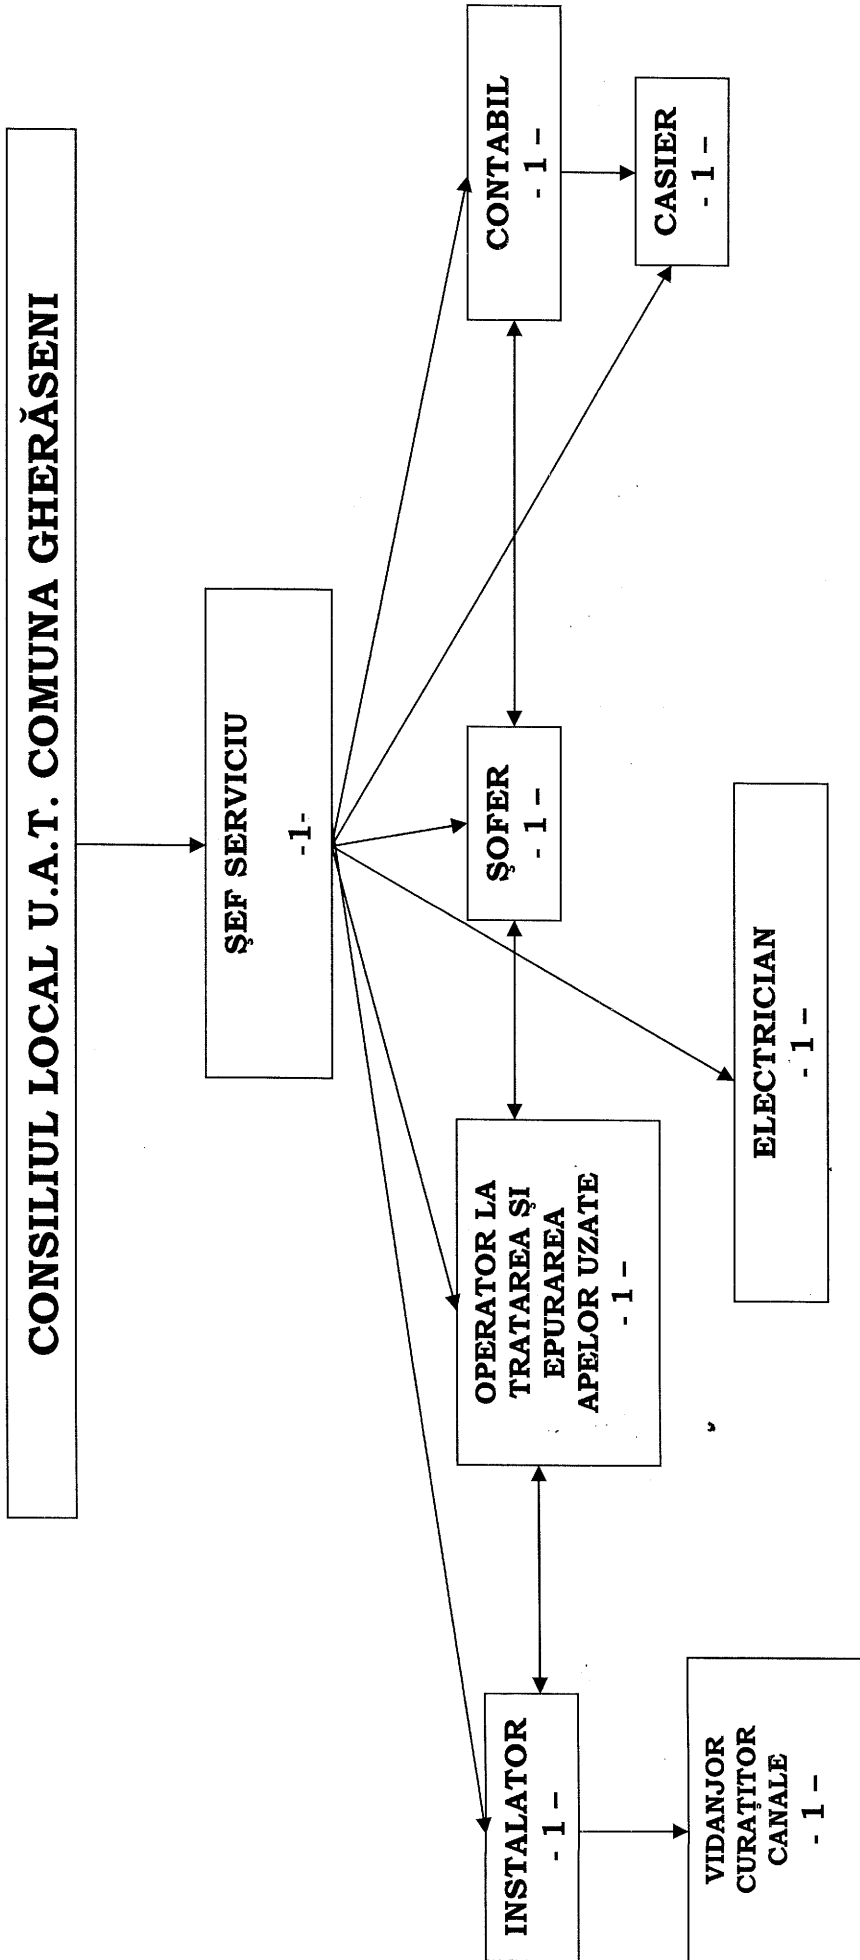 CONSILIUL LOCAL U.A.T. COMUNA GHERĂSENI
ŞEF SERVICIU
-1-
INSTALATOR
- 1 –
OPERATOR LA
TRATAREA ŞI
EPURAREA
APELOR UZATE
- 1 –
ŞOFER
- 1 –
CONTABIL
- 1 –
VIDANJOR
CURAŢITOR
CANALE
- 1 –
ELECTRICIAN
- 1 –
CASIER
- 1 –